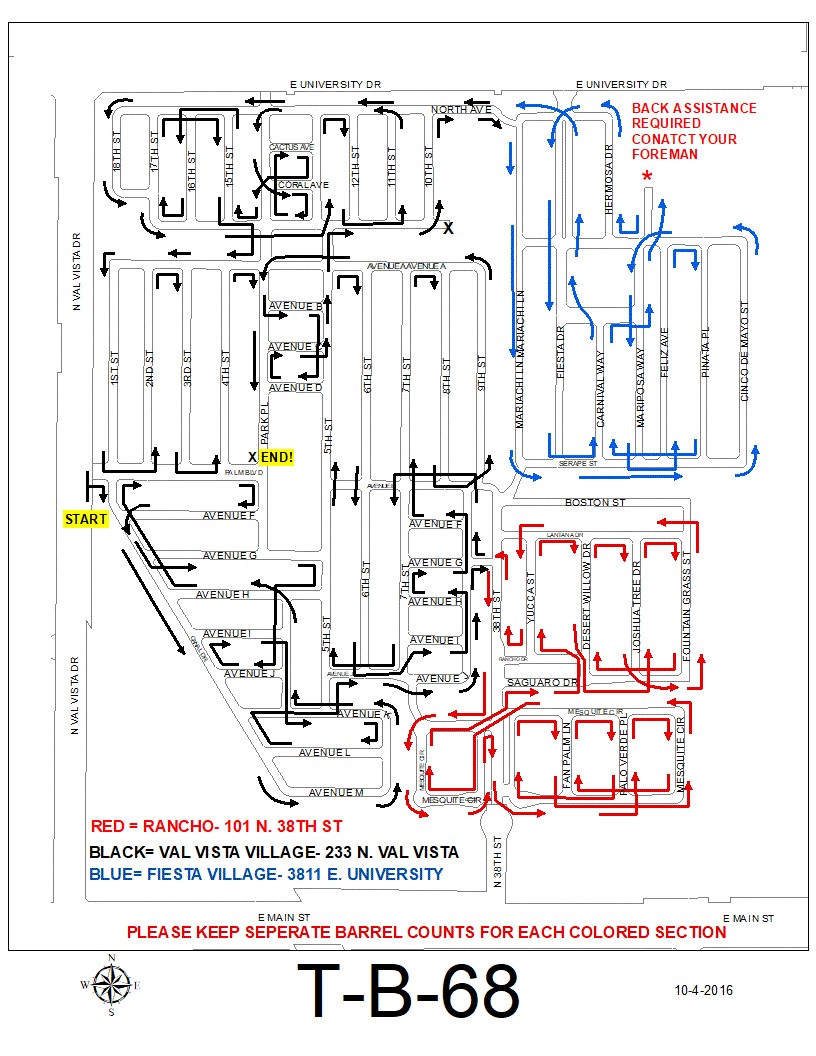 E UNIVERSITY DR
E UNIVERSITY DR
NORTH AVE
BACK ASSISTANCE
REQUIRED
CONATCT YOUR
FOREMAN
*
18TH ST
17TH ST
16TH ST
15TH ST
CACTUS AVE
CORAL AVE
12TH ST
11TH ST
10TH ST
HERMOSA DR
X
N VAL VISTA DR
AVENUE A AVENUE A
AVENUE B
AVENUE C
AVENUE D
1ST ST
2ND ST
3RD ST
4TH ST
PARK PL
5TH ST
6TH ST
7TH ST
8TH ST
9TH ST
MARIACHI LN MARIACHI LN
FIESTA DR
CARNIVAL WAY
MARIPOSA WAY
FELIZ AVE
PINATA PL
CINCO DE MAYO ST
X END!
PALM BLVD
SERAPE ST
START
AVENUE E
AVENUE F
AVENUE F
BOSTON ST
LANTANA DR
AVENUE G
AVENUE G
AVENUE H
AVENUE H
AVENUE I
AVENUE I
AVENUE J
AVENUE J
AVENUE
CANAL DR
5TH ST
6TH ST
7TH ST
38TH ST
YUCCA ST
DESERT WILLOW DR
JOSHUA TREE DR
FOUNTAIN GRASS ST
RANCHO DR
SAGUARO DR
N VAL VISTA DR
AVENUE K
AVENUE L
AVENUE M
MESQUITE CIR
MESQUITE CIR
MESQUITE CIR
FAN PALM LN
PALO VERDE PL
MESQUITE CIR
RED = RANCHO- 101 N. 38TH ST
BLACK= VAL VISTA VILLAGE- 233 N. VAL VISTA
BLUE= FIESTA VILLAGE- 3811 E. UNIVERSITY
N 38TH ST
E MAIN ST
E MAIN ST
PLEASE KEEP SEPERATE BARREL COUNTS FOR EACH COLORED SECTION
N
W E
S
T-B-68
10-4-2016